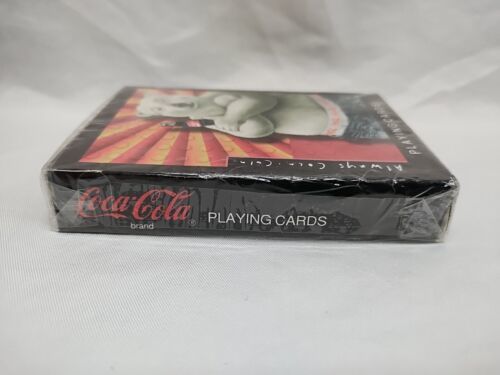 PLAYING CARDS
Always Coca-Cola
Coca-Cola ®
brand
PLAYING CARDS